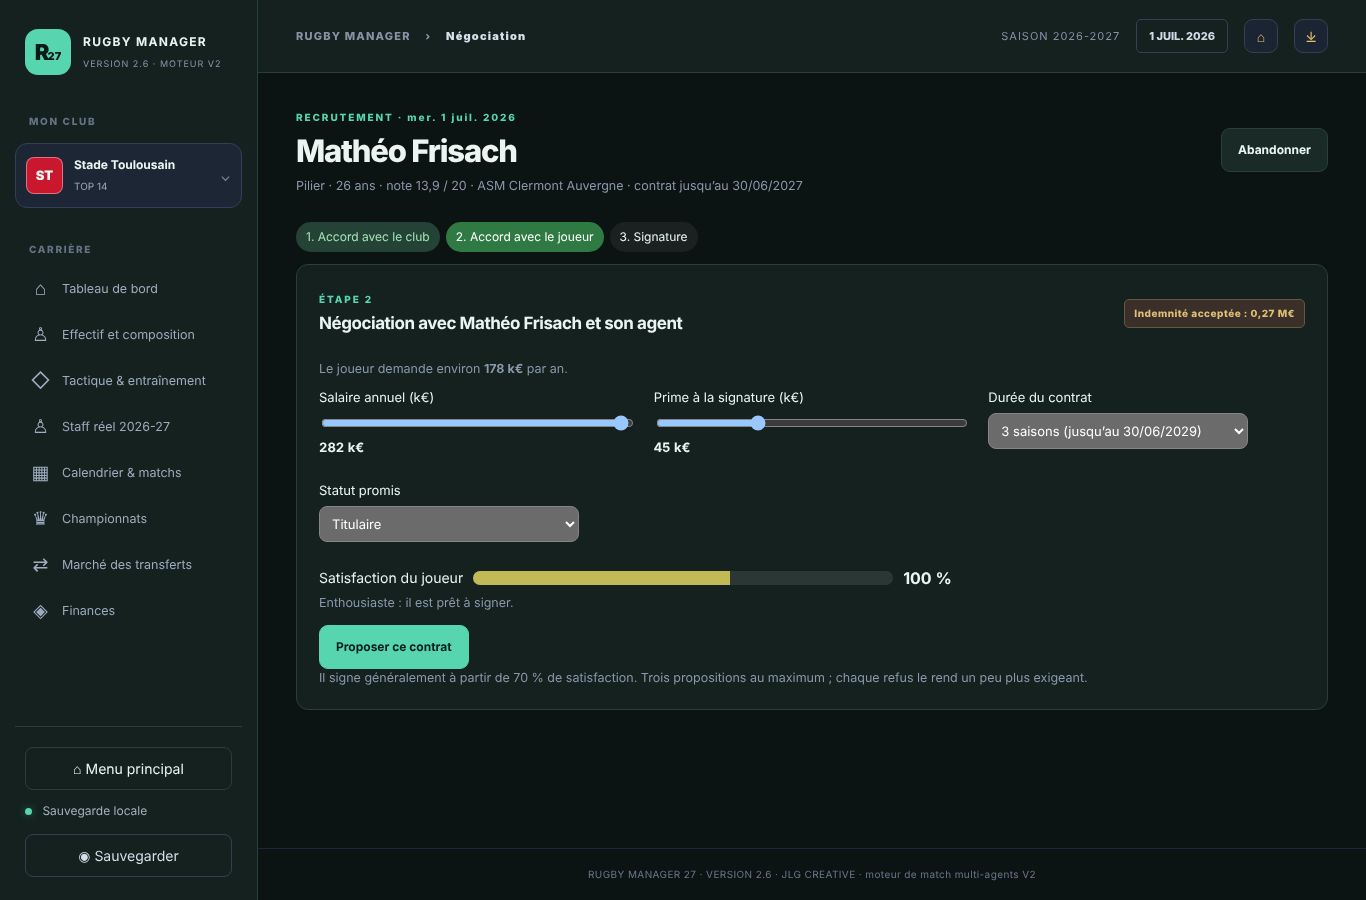 R27
RUGBY MANAGER
VERSION 2.6 · MOTEUR V2
MON CLUB
ST
Stade Toulousain
TOP 14
CARRIÈRE
Tableau de bord
Effectif et composition
Tactique & entraînement
Staff réel 2026-27
Calendrier & matchs
Championnats
Marché des transferts
Finances
Menu principal
Sauvegarde locale
Sauvegarder
RUGBY MANAGER › Négociation
SAISON 2026-2027
1 JUIL. 2026
RECRUTEMENT · mer. 1 juil. 2026
Mathéo Frisach
Pilier · 26 ans · note 13,9 / 20 · ASM Clermont Auvergne · contrat jusqu'au 30/06/2027
Abandonner
1. Accord avec le club
2. Accord avec le joueur
3. Signature
ÉTAPE 2
Négociation avec Mathéo Frisach et son agent
Indemnité acceptée : 0,27 M€
Le joueur demande environ 178 k€ par an.
Salaire annuel (k€)
282 k€
Prime à la signature (k€)
45 k€
Durée du contrat
3 saisons (jusqu'au 30/06/2029)
Statut promis
Titulaire
Satisfaction du joueur 100 %
Enthousiaste : il est prêt à signer.
Proposer ce contrat
Il signe généralement à partir de 70 % de satisfaction. Trois propositions au maximum ; chaque refus le rend un peu plus exigeant.
RUGBY MANAGER 27 · VERSION 2.6 · JLG CREATIVE · moteur de match multi-agents V2